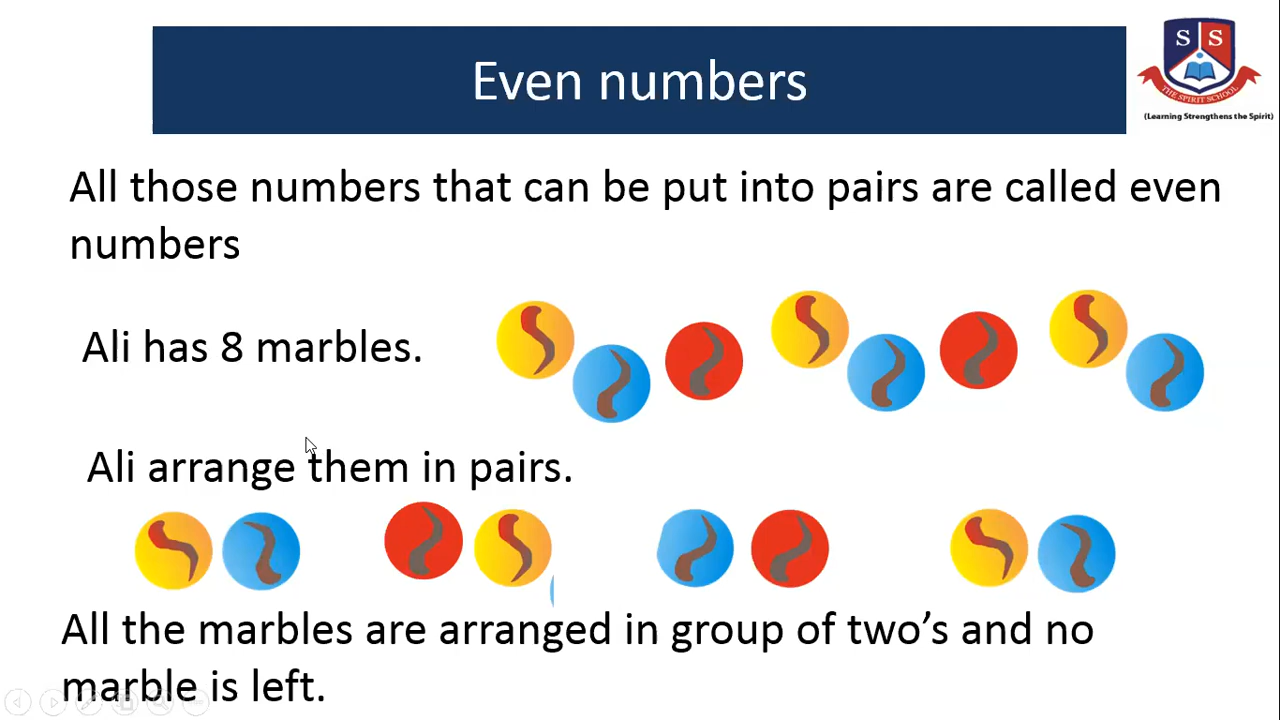 Even numbers
S S
THE SPIRIT SCHOOL
(Learning Strengthens the Spirit)
All those numbers that can be put into pairs are called even
numbers
Ali has 8 marbles.
Ali arrange them in pairs.
All the marbles are arranged in group of two’s and no
marble is left.